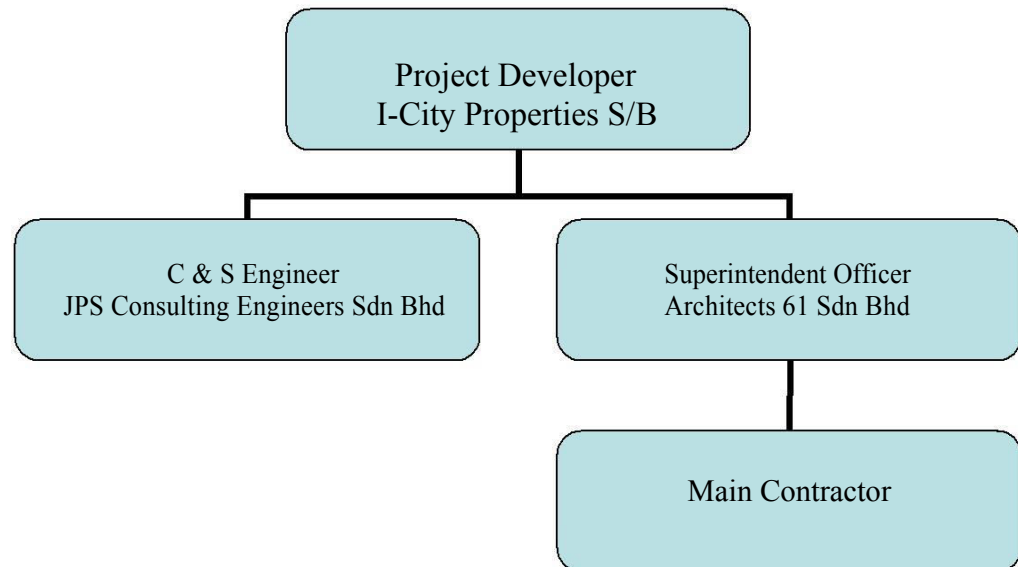 Project Developer
I-City Properties S/B
C & S Engineer
JPS Consulting Engineers Sdn Bhd
Superintendent Officer
Architects 61 Sdn Bhd
Main Contractor